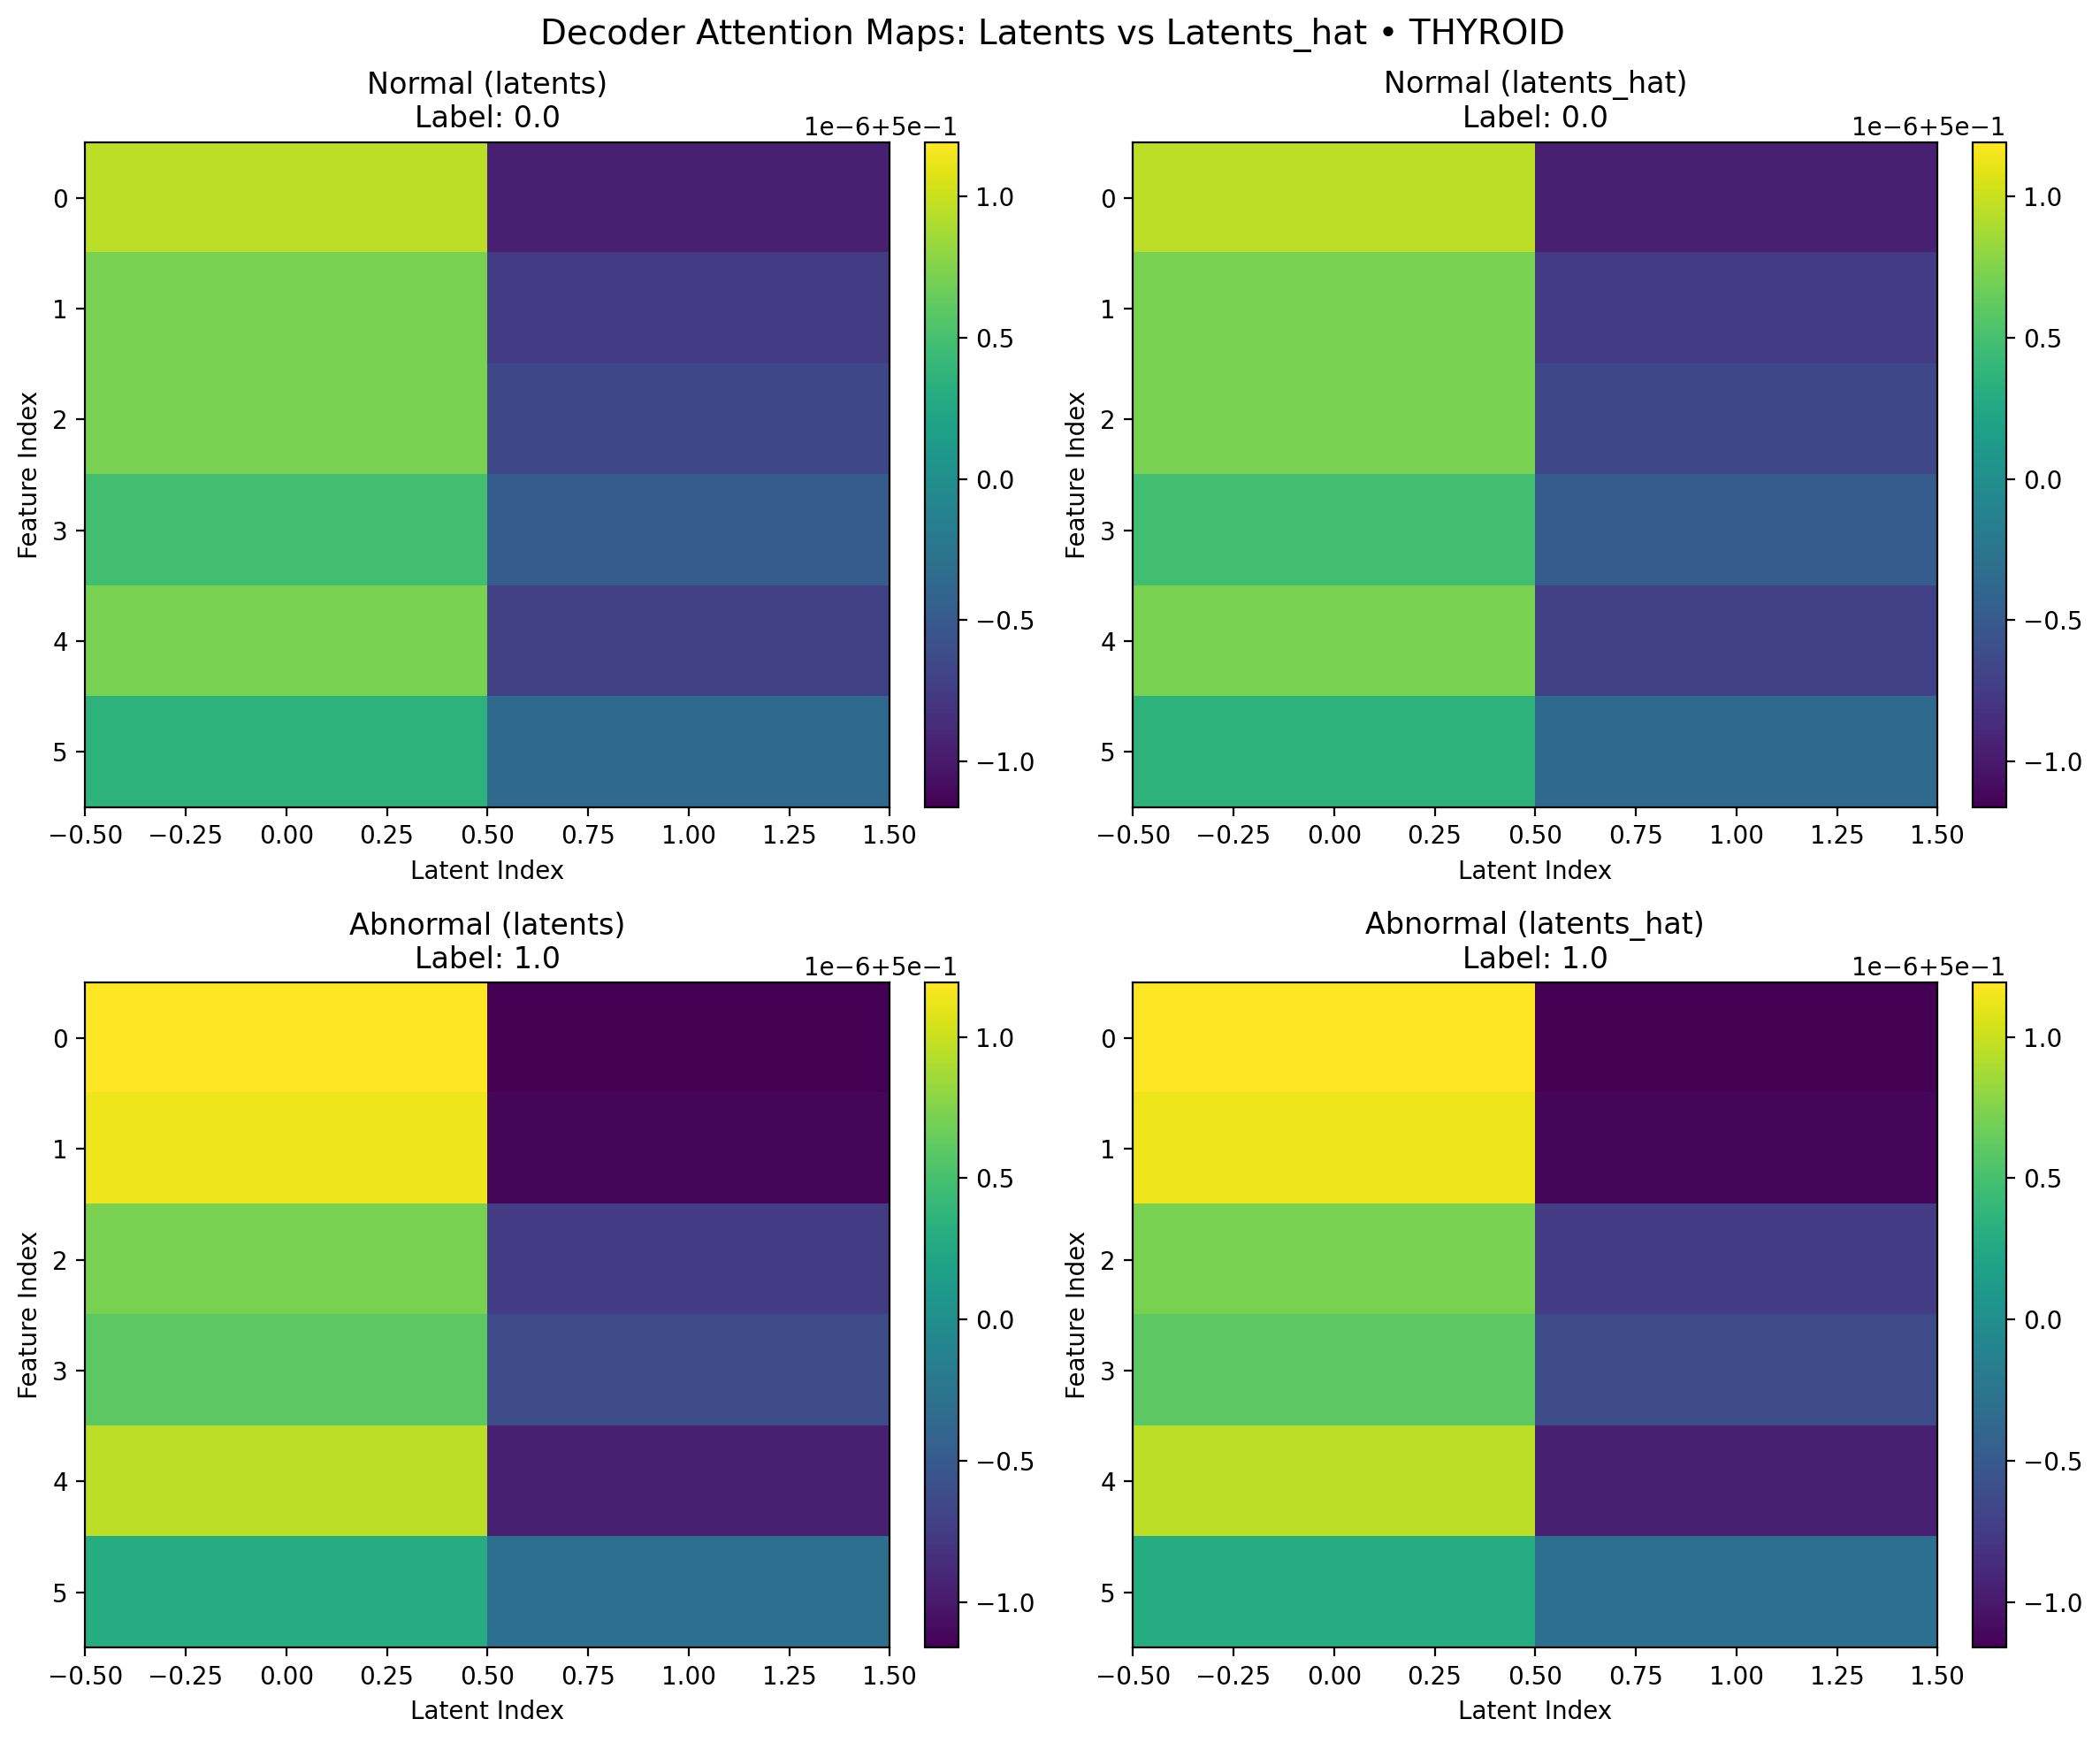 Decoder Attention Maps: Latents vs Latents_hat • THYROID
Normal (latents)
Label: 0.0
1e−6+5e−1
Feature Index
0
1
2
3
4
5
−0.50 −0.25 0.00 0.25 0.50 0.75 1.00 1.25 1.50
Latent Index
1.0
0.5
0.0
−0.5
−1.0
Normal (latents_hat)
Label: 0.0
1e−6+5e−1
Feature Index
0
1
2
3
4
5
−0.50 −0.25 0.00 0.25 0.50 0.75 1.00 1.25 1.50
Latent Index
1.0
0.5
0.0
−0.5
−1.0
Abnormal (latents)
Label: 1.0
1e−6+5e−1
Feature Index
0
1
2
3
4
5
−0.50 −0.25 0.00 0.25 0.50 0.75 1.00 1.25 1.50
Latent Index
1.0
0.5
0.0
−0.5
−1.0
Abnormal (latents_hat)
Label: 1.0
1e−6+5e−1
Feature Index
0
1
2
3
4
5
−0.50 −0.25 0.00 0.25 0.50 0.75 1.00 1.25 1.50
Latent Index
1.0
0.5
0.0
−0.5
−1.0